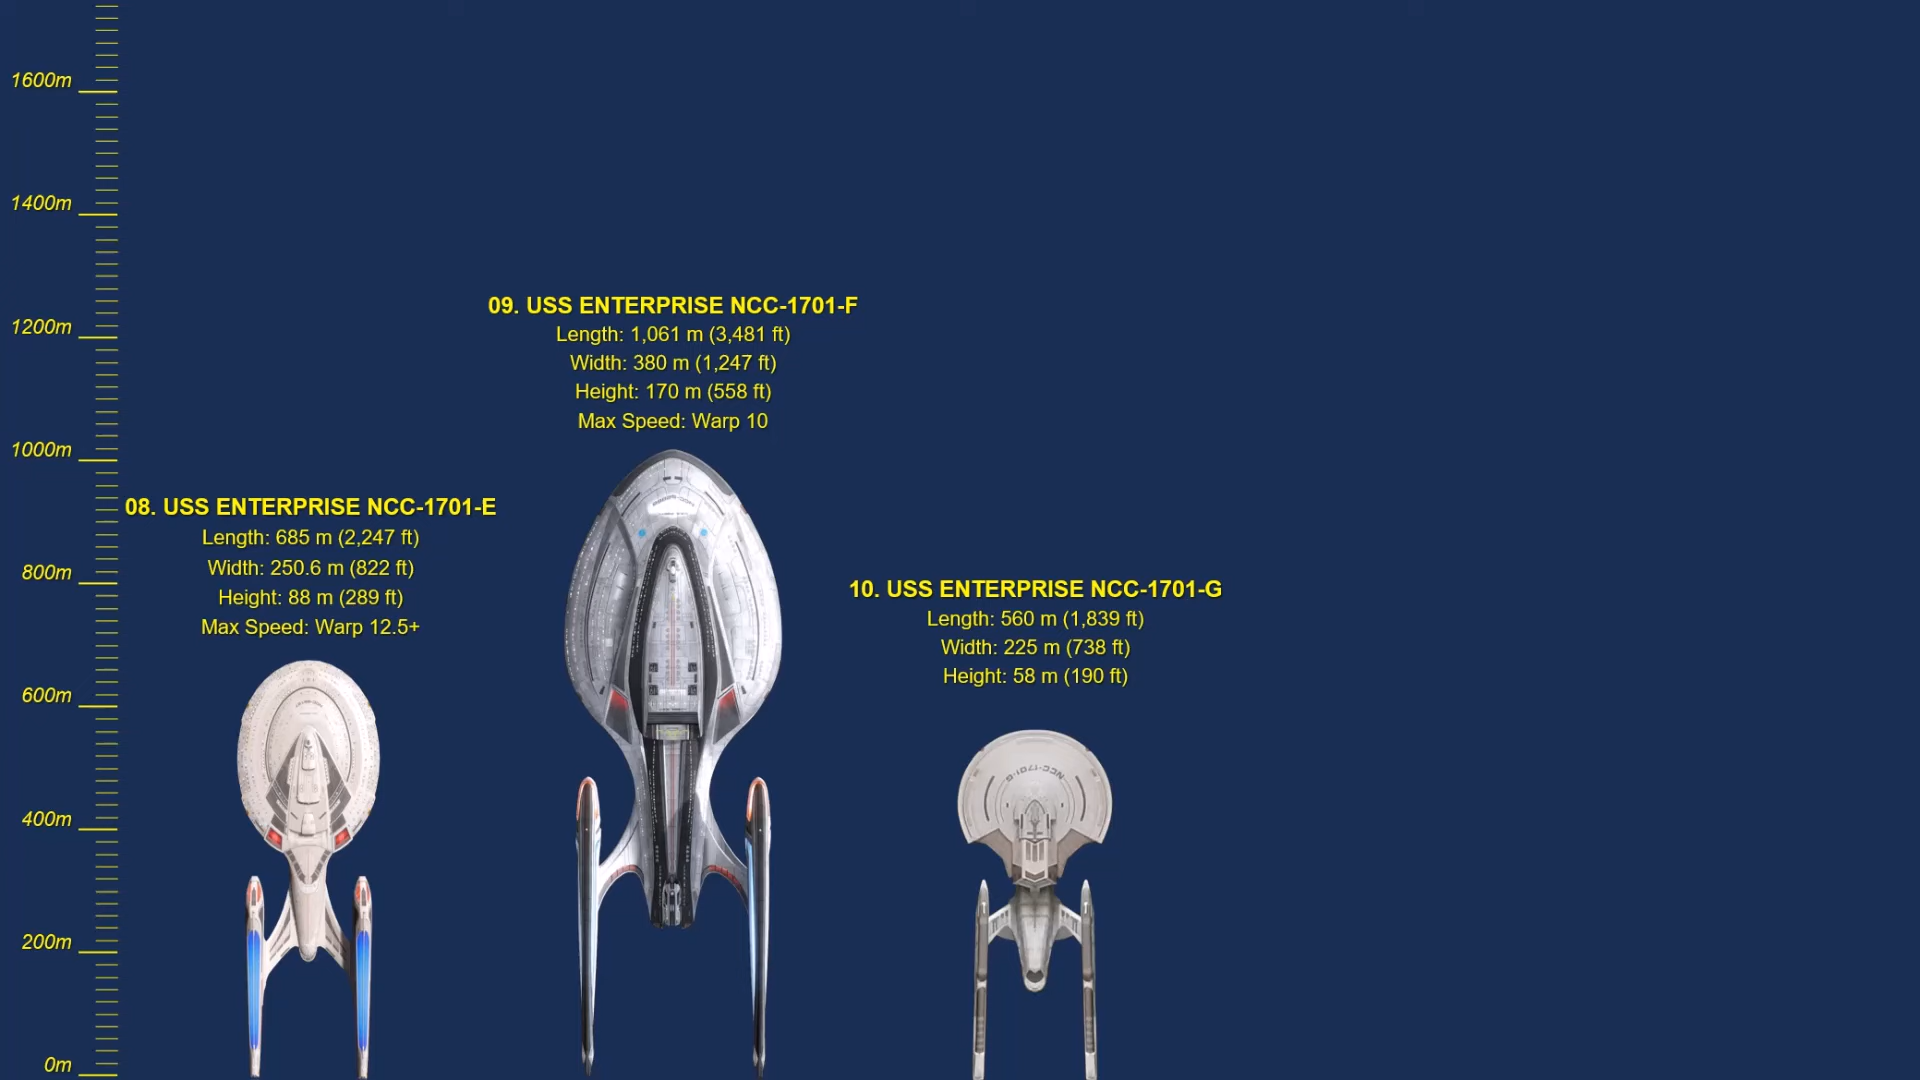 1600m
1400m
1200m
1000m
800m
600m
400m
200m
0m
08. USS ENTERPRISE NCC-1701-E
Length: 685 m (2,247 ft)
Width: 250.6 m (822 ft)
Height: 88 m (289 ft)
Max Speed: Warp 12.5+
09. USS ENTERPRISE NCC-1701-F
Length: 1,061 m (3,481 ft)
Width: 380 m (1,247 ft)
Height: 170 m (558 ft)
Max Speed: Warp 10
10. USS ENTERPRISE NCC-1701-G
Length: 560 m (1,839 ft)
Width: 225 m (738 ft)
Height: 58 m (190 ft)
NCC-1701-G